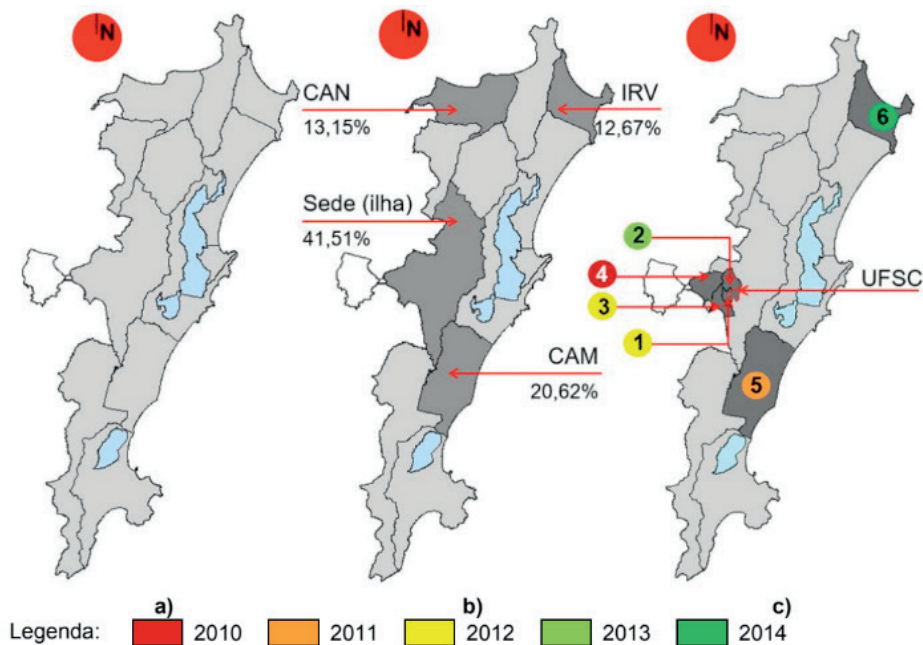 N
N
N
CAN
13,15%
IRV
12,67%
6
Sede (ilha)
41,51%
2
4
UFSC
3
1
CAM
20,62%
5
a)
b)
c)
Legenda: 2010 2011 2012 2013 2014